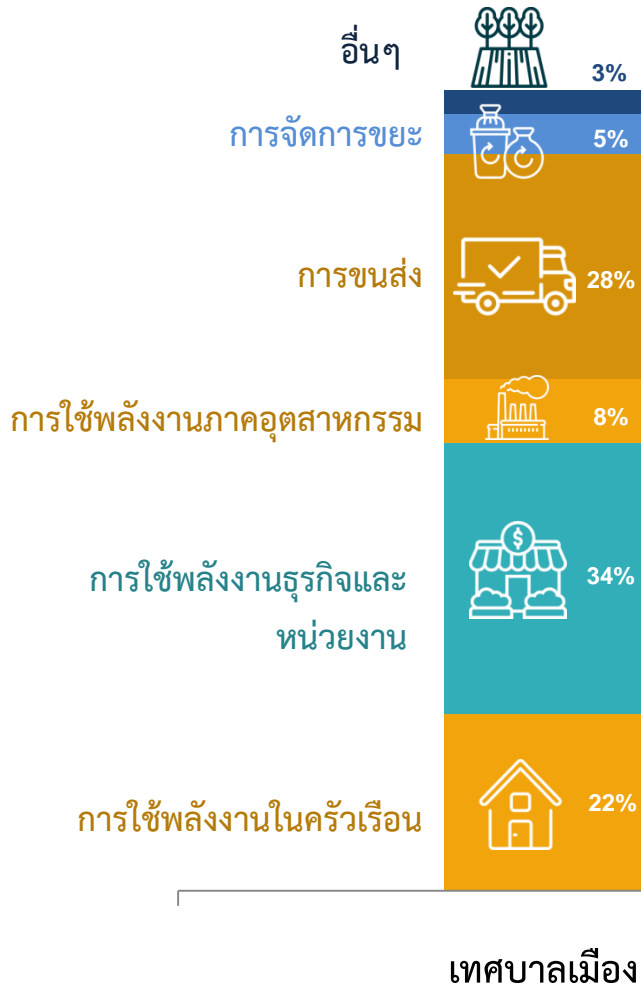 อื่นๆ
3%
การจัดการขยะ
5%
การขนส่ง
28%
การใช้พลังงานภาคอุตสาหกรรม
8%
$
การใช้พลังงานธุรกิจและ
หน่วยงาน
34%
การใช้พลังงานในครัวเรือน
22%
เทศบาลเมือง